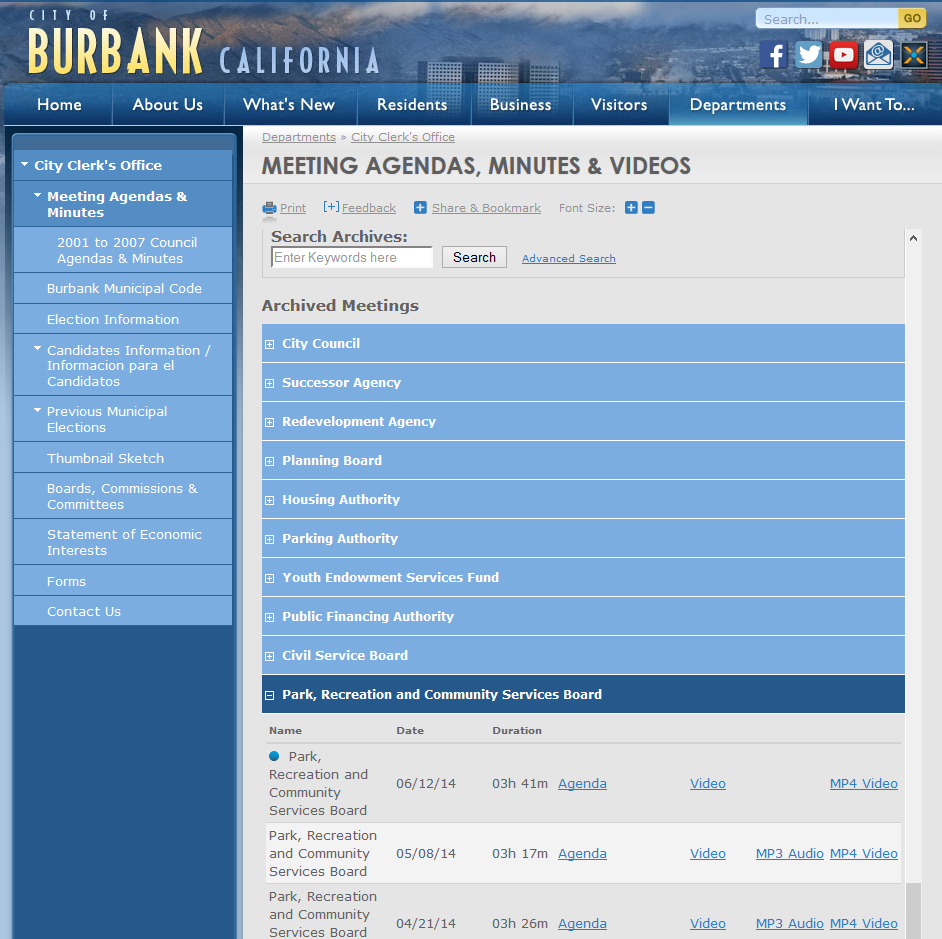 CITY OF
BURBANK CALIFORNIA
Search...
GO
Home
About Us
What's New
Residents
Business
Visitors
Departments
I Want To...
City Clerk's Office
Meeting Agendas &
Minutes
2001 to 2007 Council
Agendas & Minutes
Burbank Municipal Code
Election Information
Candidates Information /
Informacion para el
Candidatos
Previous Municipal
Elections
Thumbnail Sketch
Boards, Commissions &
Committees
Statement of Economic
Interests
Forms
Contact Us
Departments » City Clerk's Office
MEETING AGENDAS, MINUTES & VIDEOS
Print [+] Feedback + Share & Bookmark Font Size: + −
Search Archives:
Enter Keywords here Search Advanced Search
Archived Meetings
City Council
Successor Agency
Redevelopment Agency
Planning Board
Housing Authority
Parking Authority
Youth Endowment Services Fund
Public Financing Authority
Civil Service Board
Park, Recreation and Community Services Board
Name Date Duration
Park,
Recreation and
Community
Services Board
06/12/14 03h 41m Agenda Video MP4 Video
Park, Recreation
and Community
Services Board
05/08/14 03h 17m Agenda Video MP3 Audio MP4 Video
Park, Recreation
and Community
Services Board
04/21/14 03h 26m Agenda Video MP3 Audio MP4 Video